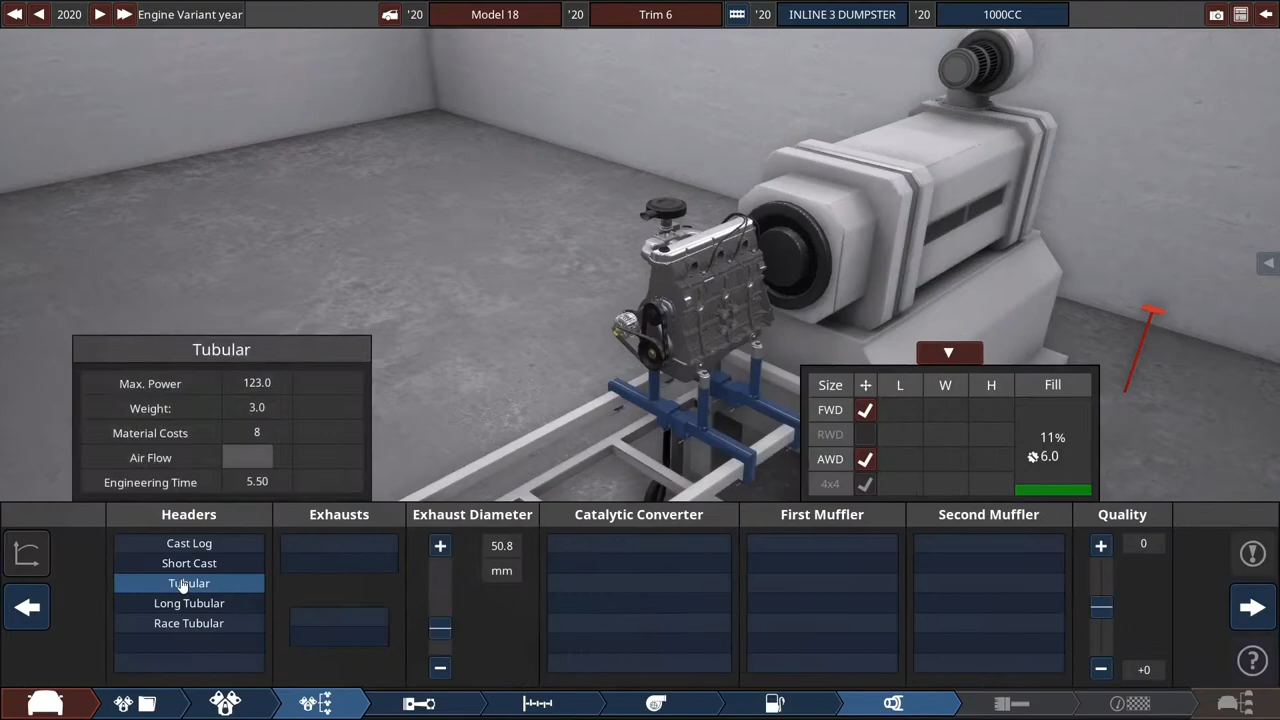 2020 Engine Variant year '20 Model 18 '20 Trim 6 '20 INLINE 3 DUMPSTER '20 1000CC
Tubular
Max. Power 123.0
Weight: 3.0
Material Costs 8
Air Flow
Engineering Time 5.50
Size L W H Fill
FWD
RWD
AWD
4x4
11%
6.0
Headers Exhausts Exhaust Diameter Catalytic Converter First Muffler Second Muffler Quality
Cast Log
Short Cast
Tubular
Long Tubular
Race Tubular
50.8
mm
0
+0